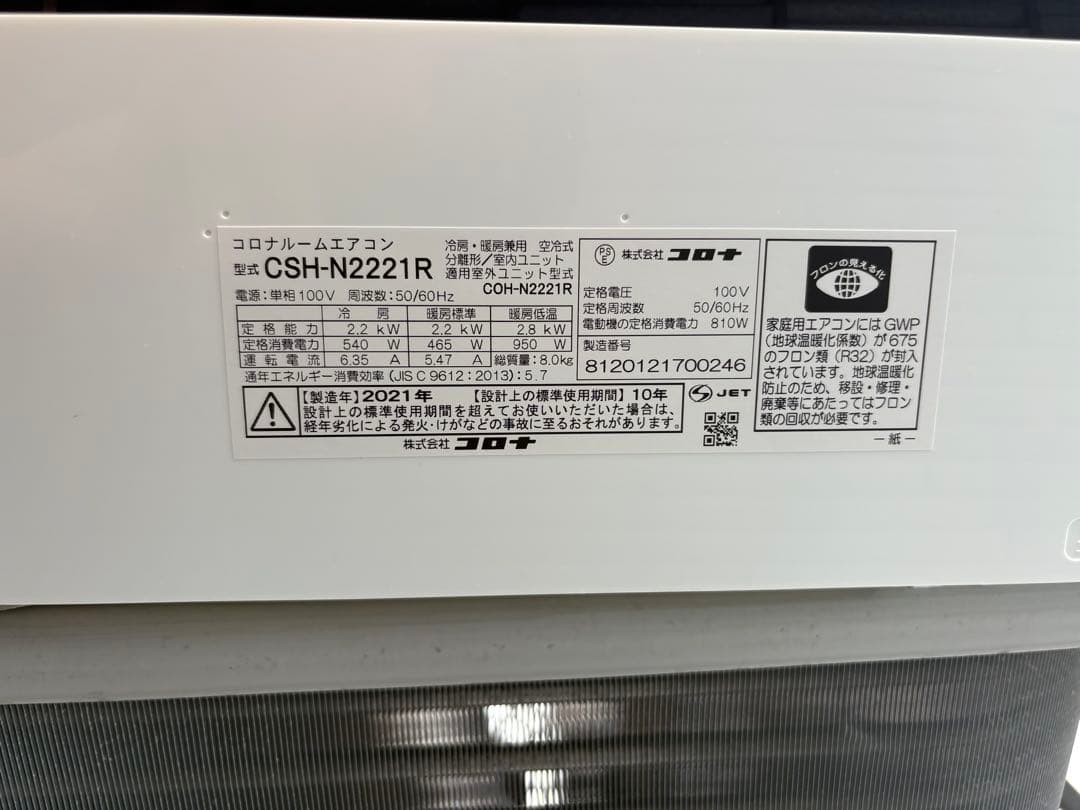 コロナルームエアコン
型式 CSH-N2221R
冷房・暖房兼用 空冷式
分離形/室内ユニット
適用室外ユニット型式
COH-N2221R
電源:単相100V 周波数:50/60Hz
冷 房 暖房標準 暖房低温
定格能力 2.2 kW 2.2 kW 2.8 kW
定格消費電力 540 W 465 W 950 W
運転電流 6.35 A 5.47 A 総質量:8.0kg
通年エネルギー消費効率(JIS C 9612:2013):5.7
【製造年】2021年 【設計上の標準使用期間】10年
設計上の標準使用期間を超えてお使いいただいた場合は、
経年劣化による発火・けがなどの事故に至るおそれがあります。
株式会社 コロナ
PSE 株式会社 コロナ
定格電圧 100V
定格周波数 50/60Hz
電動機の定格消費電力 810W
製造番号
8120121700246
JET
フロンの見える化
家庭用エアコンにはGWP
(地球温暖化係数)が675
のフロン類(R32)が封入
されています。地球温暖化
防止のため、移設・修理・
廃棄等にあたってはフロン
類の回収が必要です。
－紙－